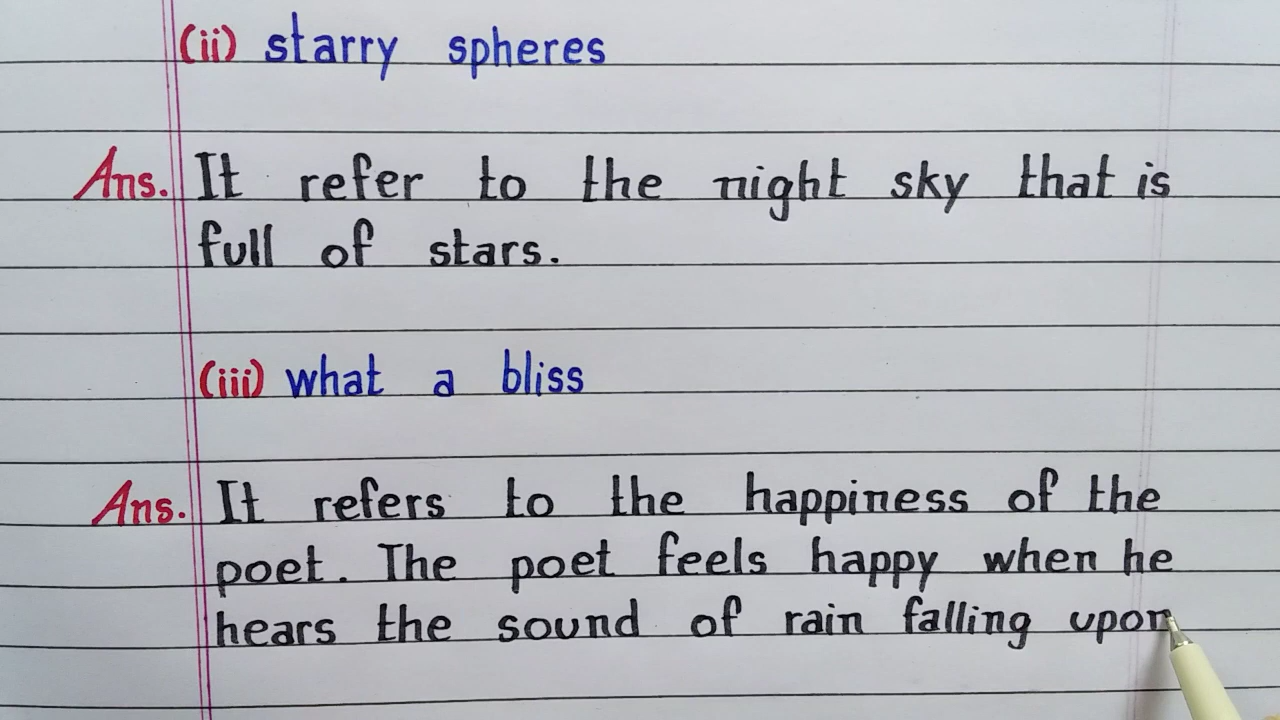 (ii) starry spheres
Ans. It refer to the night sky that is
full of stars.
(iii) what a bliss
Ans. It refers to the happiness of the
poet. The poet feels happy when he
hears the sound of rain falling upon